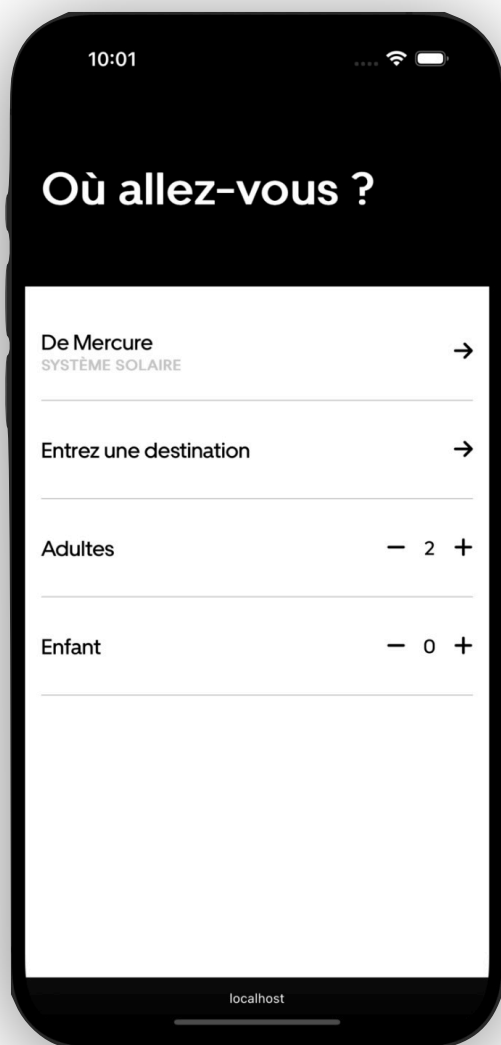 10:01
Où allez-vous ?
De Mercure
SYSTÈME SOLAIRE
Entrez une destination
Adultes
2
Enfant
0
localhost